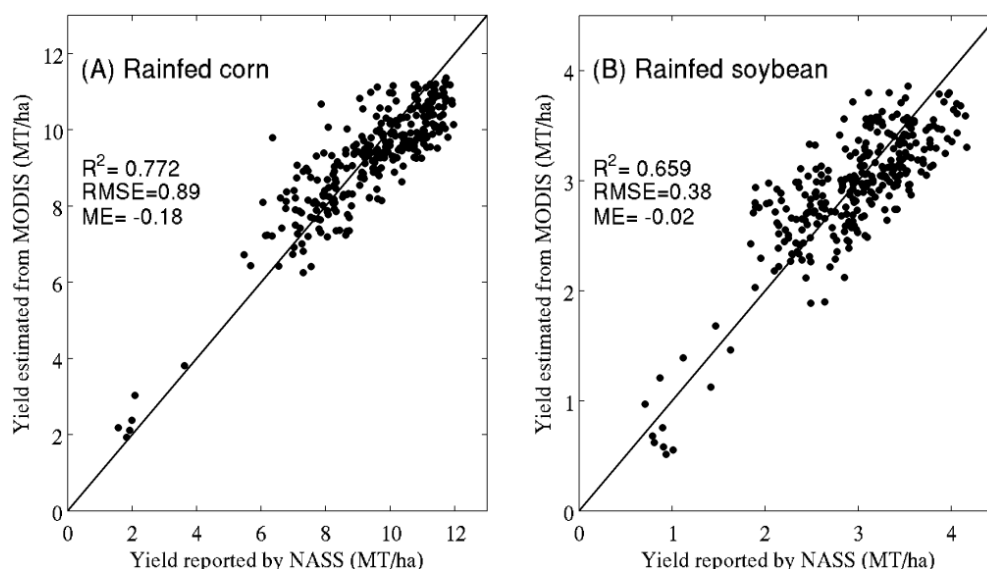 (A) Rainfed corn
R2= 0.772
RMSE=0.89
ME= -0.18
Yield estimated from MODIS (MT/ha)
12
10
8
6
4
2
0
0 2 4 6 8 10 12
Yield reported by NASS (MT/ha)
(B) Rainfed soybean
R2= 0.659
RMSE=0.38
ME= -0.02
Yield estimated from MODIS (MT/ha)
4
3
2
1
0
0 1 2 3 4
Yield reported by NASS (MT/ha)